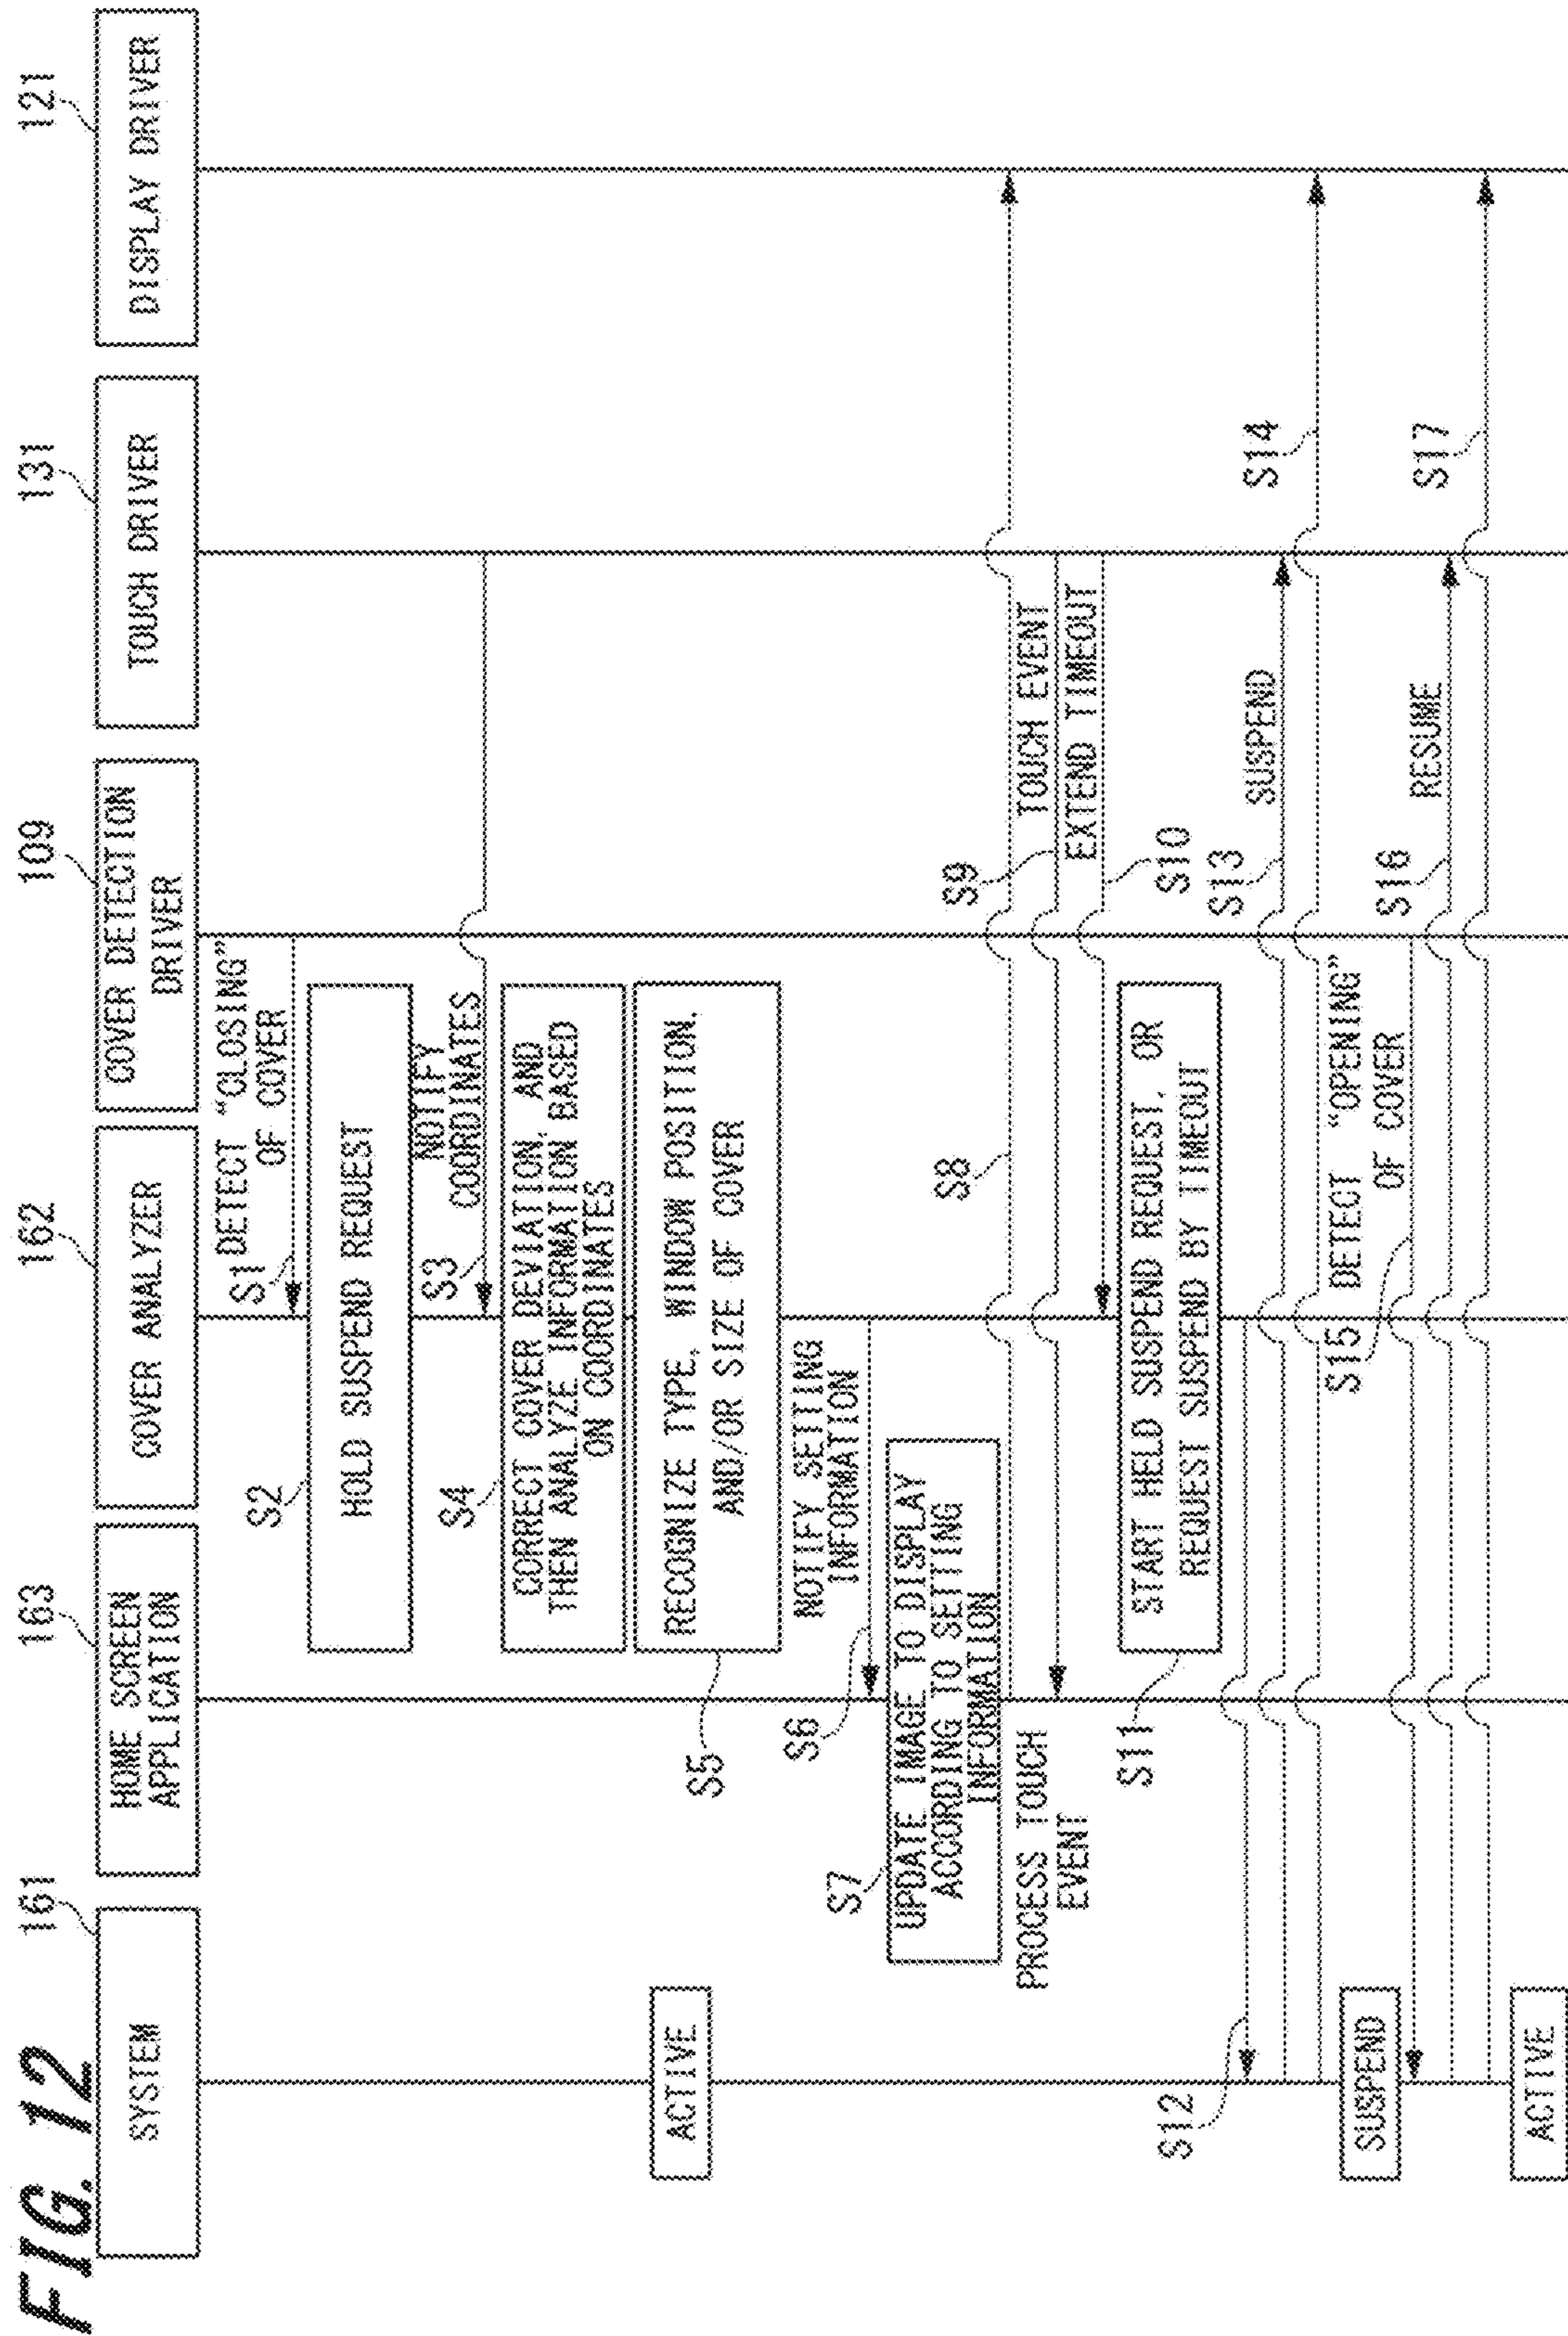 FIG. 12
161
SYSTEM
163
HOME SCREEN
APPLICATION
162
COVER ANALYZER
109
COVER DETECTION
DRIVER
131
TOUCH DRIVER
121
DISPLAY DRIVER
S1
DETECT "CLOSING"
OF COVER
S2
HOLD SUSPEND REQUEST
S3
NOTIFY
COORDINATES
S4
CORRECT COVER DEVIATION, AND
THEN ANALYZE INFORMATION BASED
ON COORDINATES
S5
RECOGNIZE TYPE, WINDOW POSITION,
AND/OR SIZE OF COVER
ACTIVE
S6
NOTIFY SETTING
INFORMATION
S7
UPDATE IMAGE TO DISPLAY
ACCORDING TO SETTING
INFORMATION
S8
S9
TOUCH EVENT
PROCESS TOUCH
EVENT
EXTEND TIMEOUT
S10
S11
START HELD SUSPEND REQUEST, OR
REQUEST SUSPEND BY TIMEOUT
S12
S13
SUSPEND
S14
SUSPEND
S15
DETECT "OPENING"
OF COVER
S16
RESUME
S17
ACTIVE